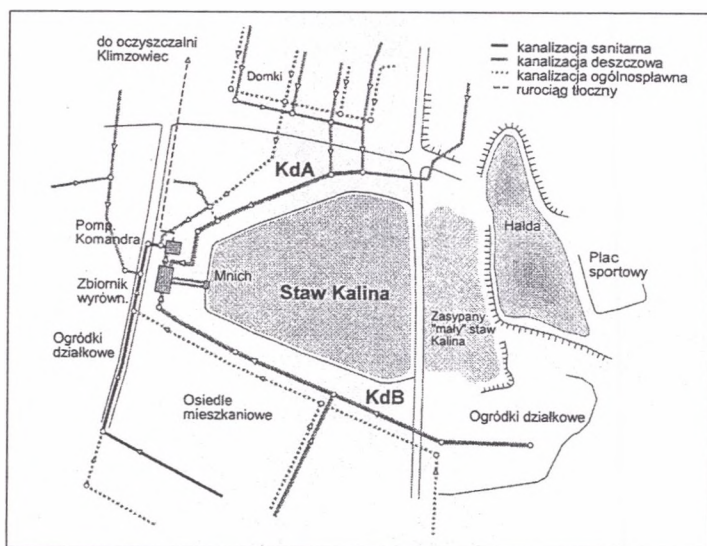 do oczyszczalni
Klimzowiec
Domki
kanalizacja sanitarna
kanalizacja deszczowa
kanalizacja ogólnospławna
rurociąg tłoczny
KdA
Pomp.
Komandra
Mnich
Zbiornik
wyrówn.
Staw Kalina
Hałda
Plac
sportowy
Zasypany
"mały" staw
Kalina
Ogródki
działkowe
Osiedle
mieszkaniowe
KdB
Ogródki działkowe